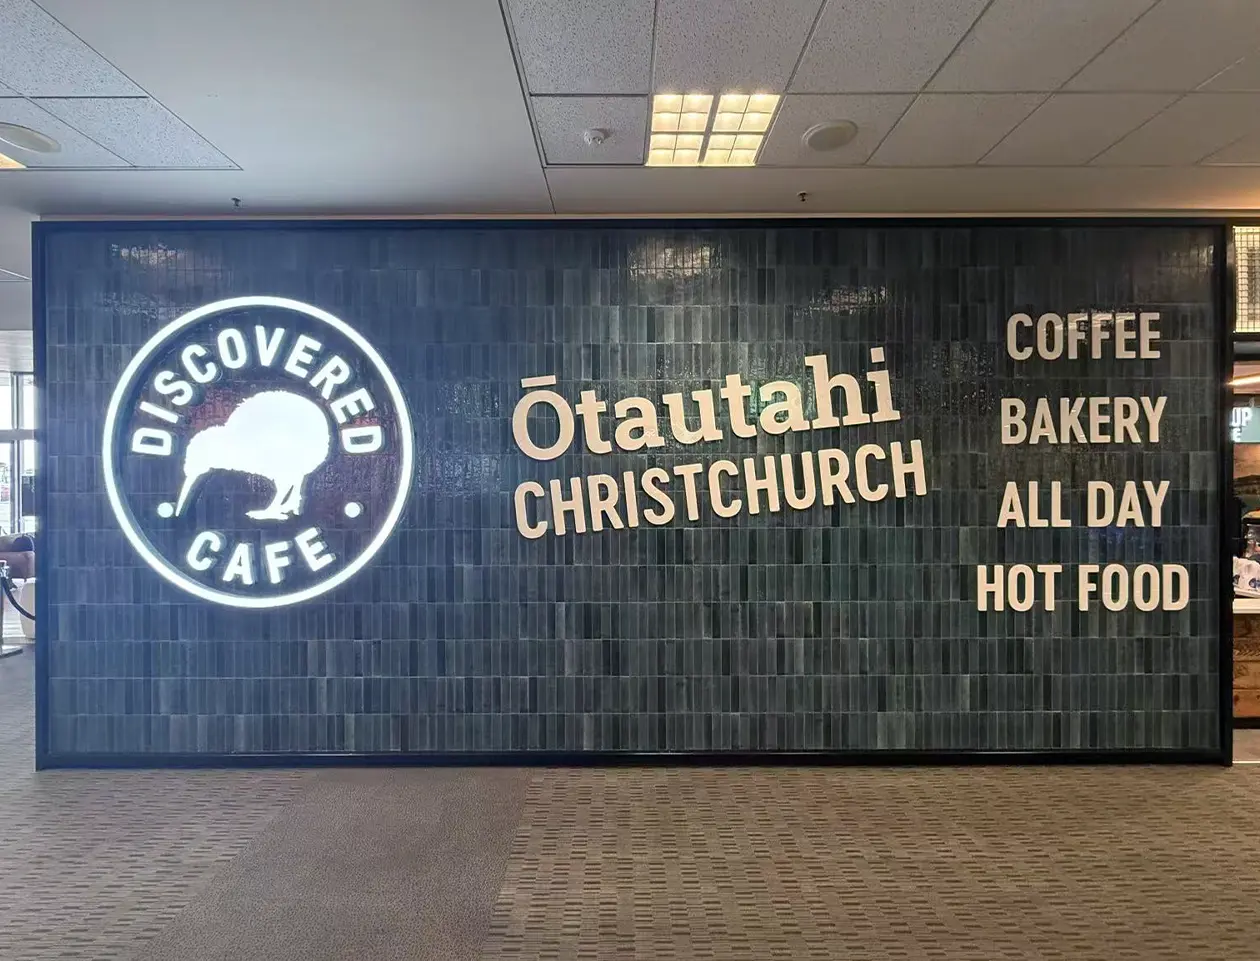 DISCOVERED
CAFE
Ōtautahi
CHRISTCHURCH
COFFEE
BAKERY
ALL DAY
HOT FOOD